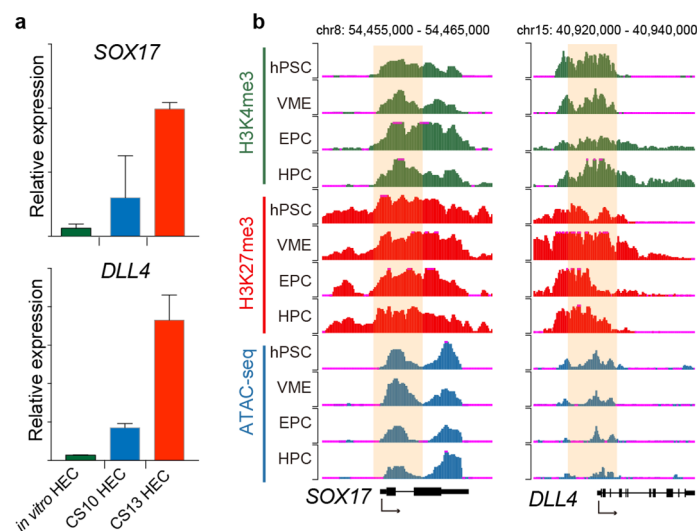 a
SOX17
Relative expression
DLL4
Relative expression
in vitro HEC
CS10 HEC
CS13 HEC
b
chr8: 54,455,000 - 54,465,000
chr15: 40,920,000 - 40,940,000
H3K4me3
hPSC
VME
EPC
HPC
H3K27me3
hPSC
VME
EPC
HPC
ATAC-seq
hPSC
VME
EPC
HPC
SOX17
DLL4